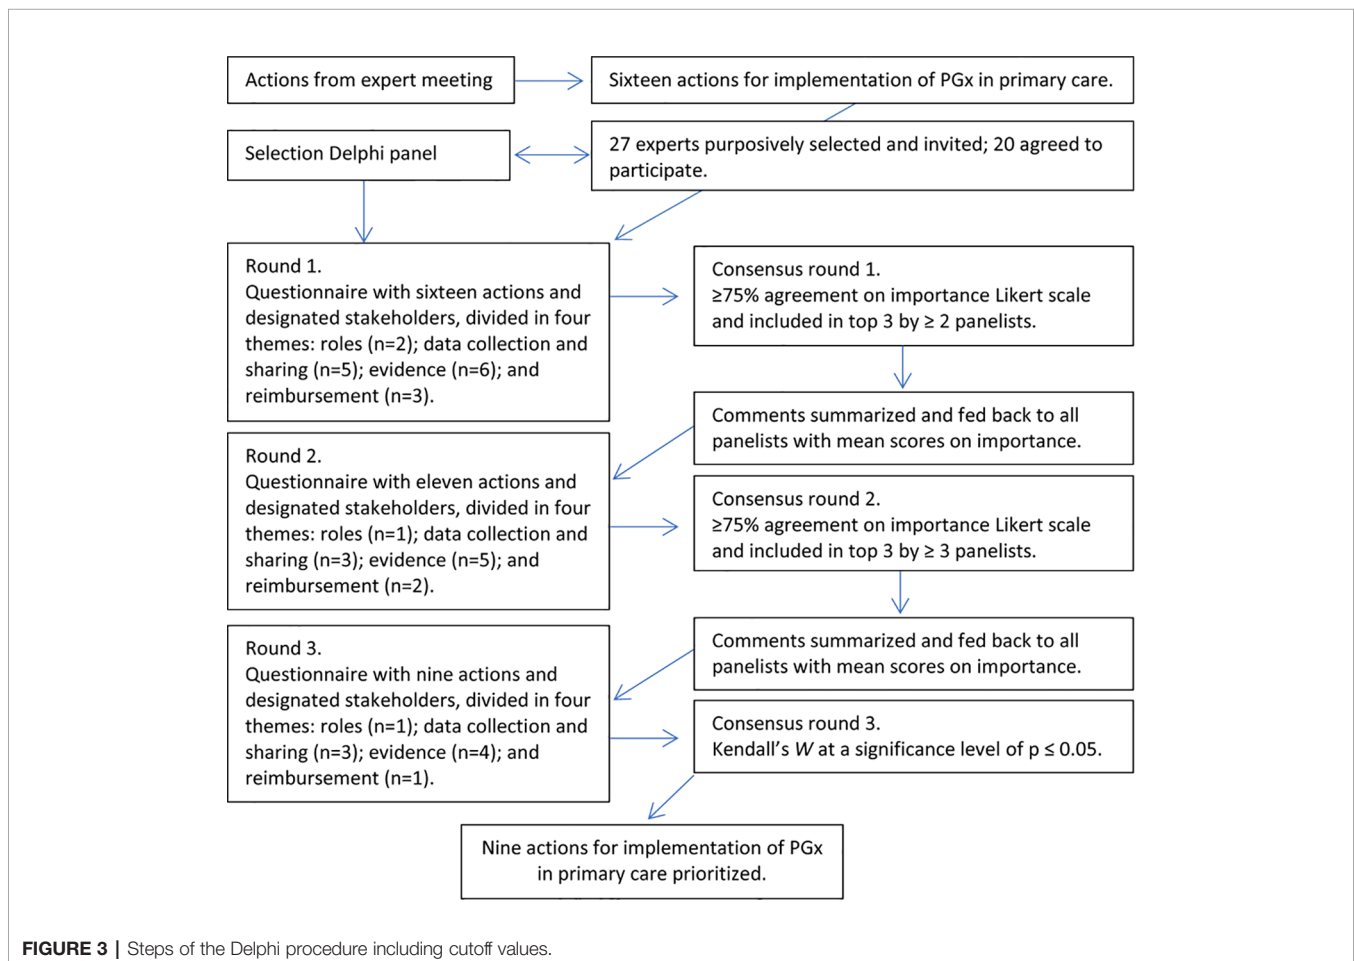 Actions from expert meeting
Sixteen actions for implementation of PGx in primary care.
Selection Delphi panel
27 experts purposively selected and invited; 20 agreed to
participate.
Round 1.
Questionnaire with sixteen actions and
designated stakeholders, divided in four
themes: roles (n=2); data collection and
sharing (n=5); evidence (n=6); and
reimbursement (n=3).
Consensus round 1.
≥75% agreement on importance Likert scale
and included in top 3 by ≥ 2 panelists.
Comments summarized and fed back to all
panelists with mean scores on importance.
Round 2.
Questionnaire with eleven actions and
designated stakeholders, divided in four
themes: roles (n=1); data collection and
sharing (n=3); evidence (n=5); and
reimbursement (n=2).
Consensus round 2.
≥75% agreement on importance Likert scale
and included in top 3 by ≥ 3 panelists.
Comments summarized and fed back to all
panelists with mean scores on importance.
Round 3.
Questionnaire with nine actions and
designated stakeholders, divided in four
themes: roles (n=1); data collection and
sharing (n=3); evidence (n=4); and
reimbursement (n=1).
Consensus round 3.
Kendall’s W at a significance level of p ≤ 0.05.
Nine actions for implementation of PGx
in primary care prioritized.
FIGURE 3 | Steps of the Delphi procedure including cutoff values.